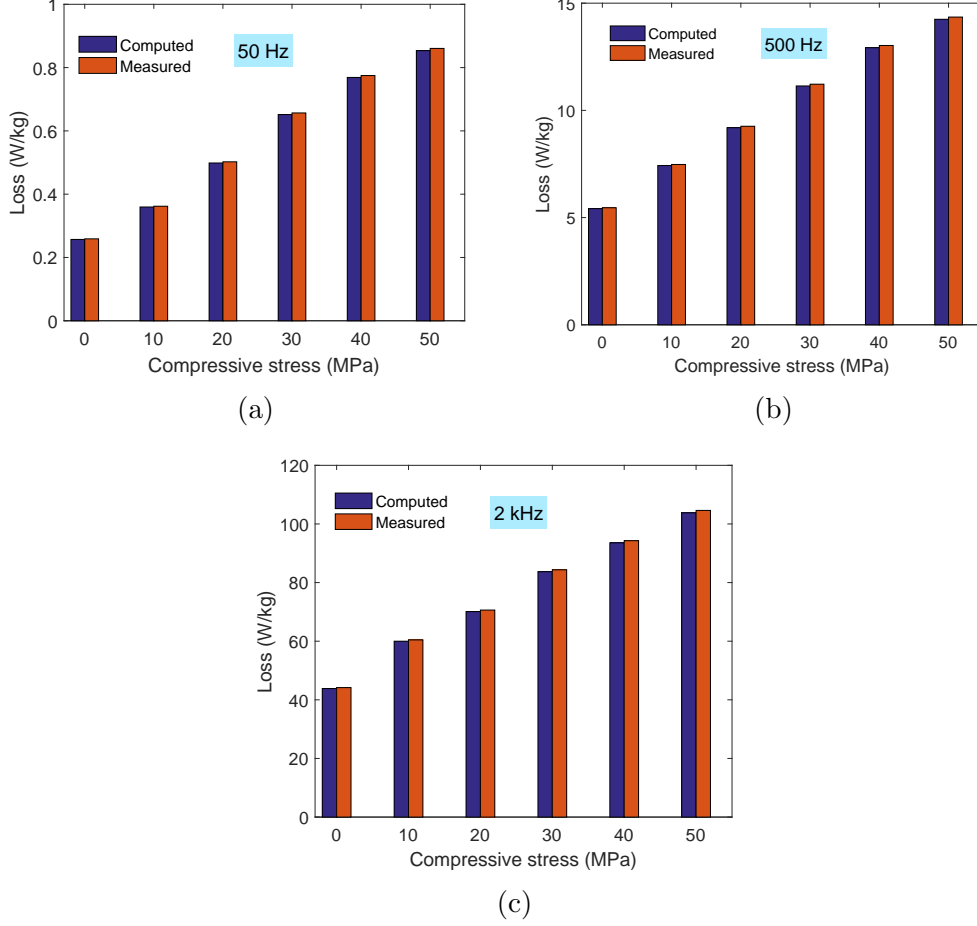 1
0.8
0.6
0.4
0.2
0
Loss (W/kg)
Computed
Measured
50 Hz
0 10 20 30 40 50
Compressive stress (MPa)
(a)
15
10
5
0
Loss (W/kg)
Computed
Measured
500 Hz
0 10 20 30 40 50
Compressive stress (MPa)
(b)
120
100
80
60
40
20
0
Loss (W/kg)
Computed
Measured
2 kHz
0 10 20 30 40 50
Compressive stress (MPa)
(c)